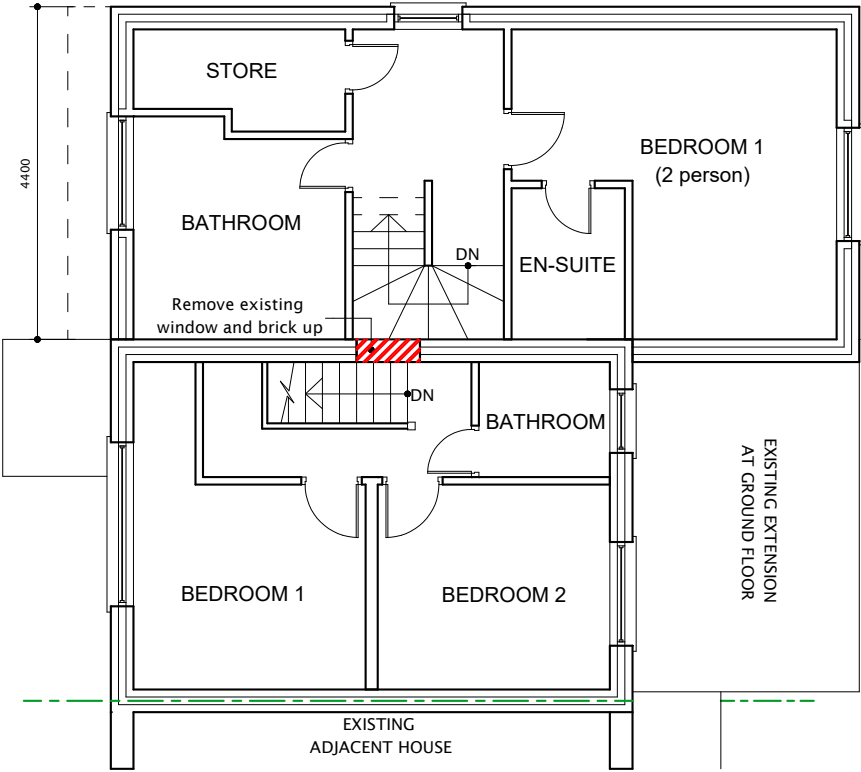 STORE
BEDROOM 1
(2 person)
4400
BATHROOM
DN
EN-SUITE
Remove existing
window and brick up
DN
BATHROOM
EXISTING EXTENSION
AT GROUND FLOOR
BEDROOM 1
BEDROOM 2
EXISTING
ADJACENT HOUSE